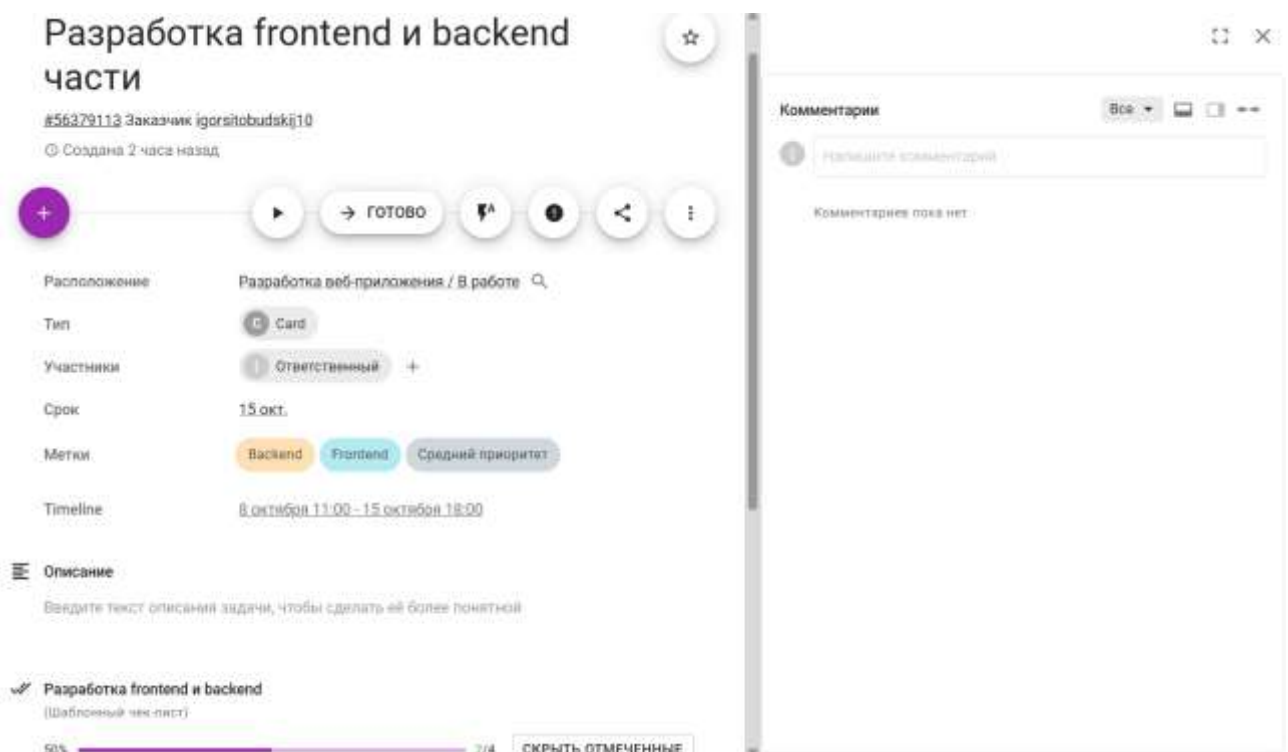 Разработка frontend и backend
части
#56379113 Заказчик igorsitobudskij10
Создана 2 часа назад
→ ГОТОВО
Расположение Разработка веб-приложения / В работе
Тип C Card
Участники Ответственный +
Срок 15 окт.
Метки Backend Frontend Средний приоритет
Timeline 8 октября 11:00 - 15 октября 18:00
Описание
Введите текст описания задачи, чтобы сделать её более понятной
Разработка frontend и backend
(Шаблонный чек-лист)
50% 2/4 СКРЫТЬ ОТМЕЧЕННЫЕ
Комментарии Все
Напишите комментарий
Комментариев пока нет